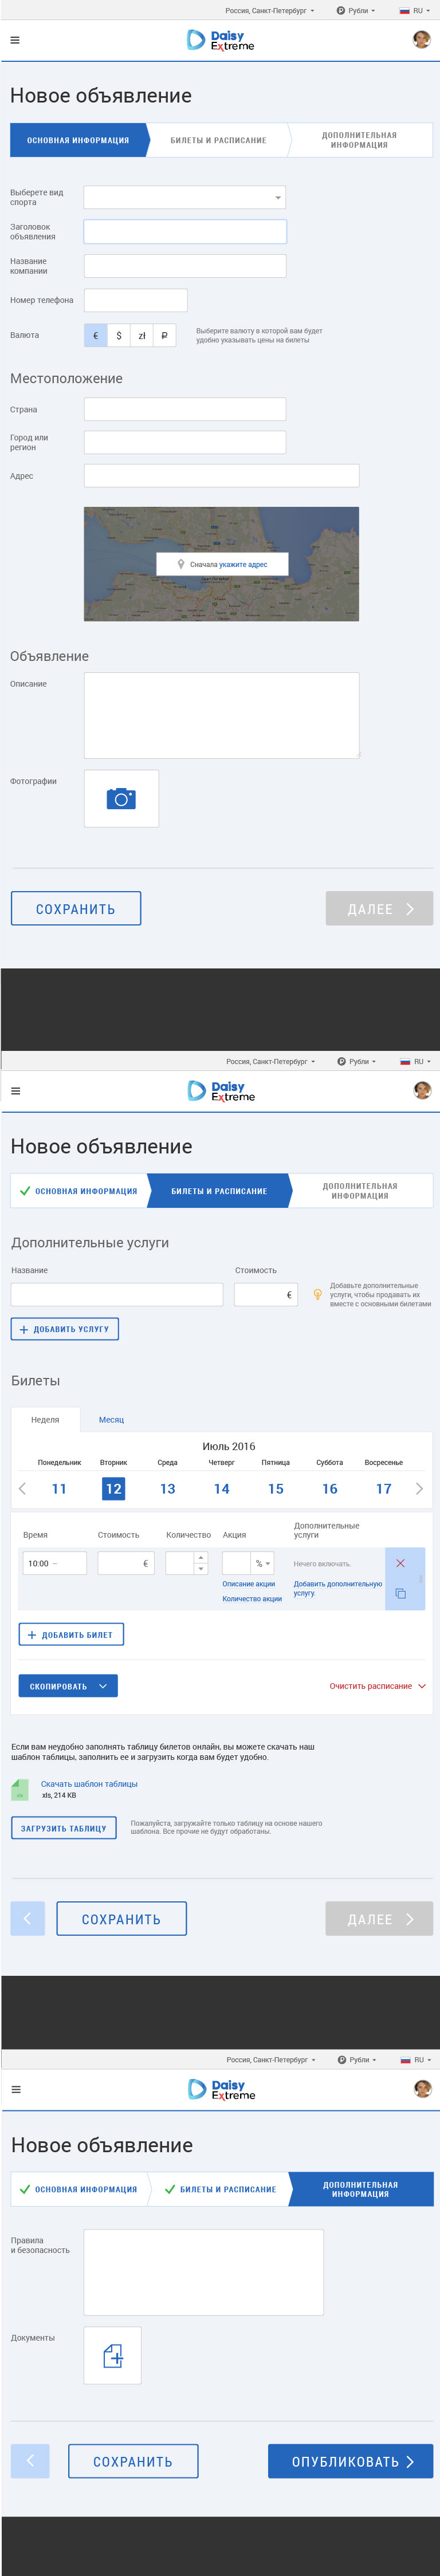 Россия, Санкт-Петербург Рубли RU
Daisy
Extreme
Новое объявление
ОСНОВНАЯ ИНФОРМАЦИЯ БИЛЕТЫ И РАСПИСАНИЕ ДОПОЛНИТЕЛЬНАЯ
ИНФОРМАЦИЯ
Выберете вид
спорта
Заголовок
объявления
Название
компании
Номер телефона
Валюта € $ zł ₽ Выберите валюту в которой вам будет
удобно указывать цены на билеты
Местоположение
Страна
Город или
регион
Адрес
Сначала укажите адрес
Объявление
Описание
Фотографии
СОХРАНИТЬ ДАЛЕЕ
Россия, Санкт-Петербург Рубли RU
Daisy
Extreme
Новое объявление
ОСНОВНАЯ ИНФОРМАЦИЯ БИЛЕТЫ И РАСПИСАНИЕ ДОПОЛНИТЕЛЬНАЯ
ИНФОРМАЦИЯ
Дополнительные услуги
Название Стоимость
€ Добавьте дополнительные
услуги, чтобы продавать их
вместе с основными билетами
+ ДОБАВИТЬ УСЛУГУ
Билеты
Неделя Месяц
Июль 2016
Понедельник Вторник Среда Четверг Пятница Суббота Восресенье
11 12 13 14 15 16 17
Время Стоимость Количество Акция Дополнительные
услуги
10:00 – € % Нечего включать.
Описание акции Добавить дополнительную
услугу.
Количество акции
+ ДОБАВИТЬ БИЛЕТ
СКОПИРОВАТЬ Очистить расписание
Если вам неудобно заполнять таблицу билетов онлайн, вы можете скачать наш
шаблон таблицы, заполнить ее и загрузить когда вам будет удобно.
Скачать шаблон таблицы
xls, 214 KB
ЗАГРУЗИТЬ ТАБЛИЦУ Пожалуйста, загружайте только таблицу на основе нашего
шаблона. Все прочие не будут обработаны.
СОХРАНИТЬ ДАЛЕЕ
Россия, Санкт-Петербург Рубли RU
Daisy
Extreme
Новое объявление
ОСНОВНАЯ ИНФОРМАЦИЯ БИЛЕТЫ И РАСПИСАНИЕ ДОПОЛНИТЕЛЬНАЯ
ИНФОРМАЦИЯ
Правила
и безопасность
Документы
СОХРАНИТЬ ОПУБЛИКОВАТЬ